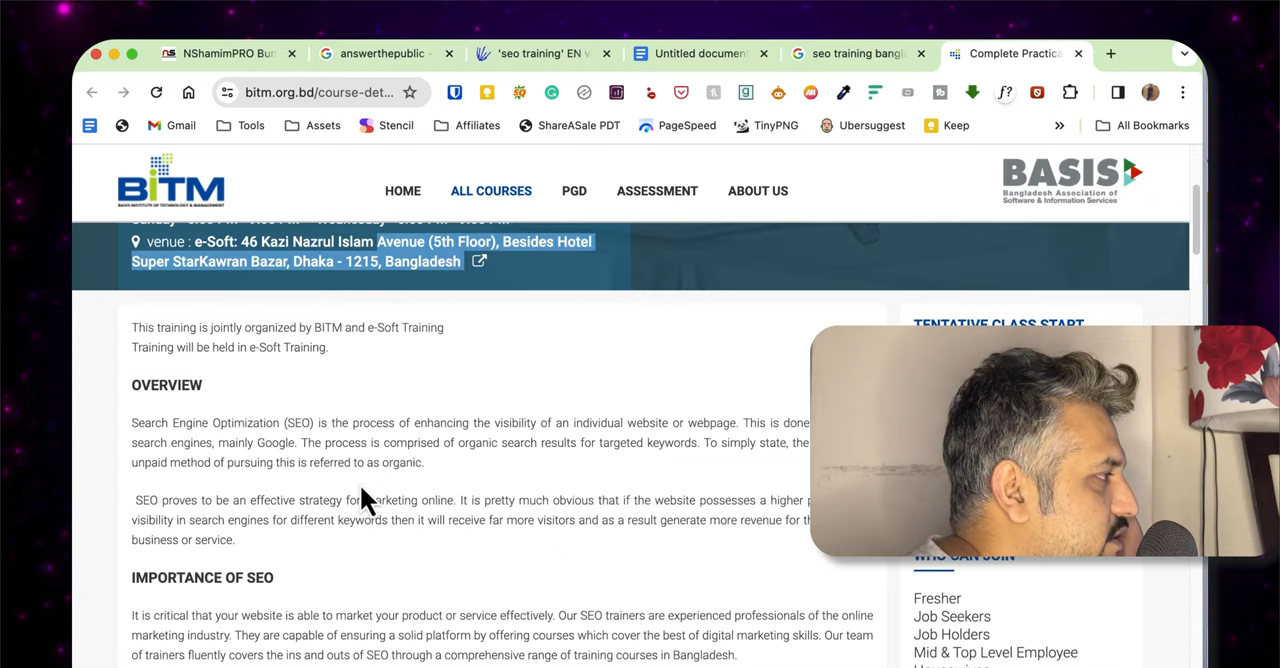 NShamimPRO Bun
answerthepublic -
'seo training' EN v
Untitled document
seo training bangl
Complete Practica
bitm.org.bd/course-det...
f?
Gmail
Tools
Assets
Stencil
Affiliates
ShareASale PDT
PageSpeed
TinyPNG
Ubersuggest
Keep
All Bookmarks
BITM
BASIS INSTITUTE OF TECHNOLOGY & MANAGEMENT
HOME
ALL COURSES
PGD
ASSESSMENT
ABOUT US
BASIS
Bangladesh Association of
Software & Information Services
venue : e-Soft: 46 Kazi Nazrul Islam Avenue (5th Floor), Besides Hotel
Super StarKawran Bazar, Dhaka - 1215, Bangladesh
This training is jointly organized by BITM and e-Soft Training
Training will be held in e-Soft Training.
OVERVIEW
Search Engine Optimization (SEO) is the process of enhancing the visibility of an individual website or webpage. This is done
search engines, mainly Google. The process is comprised of organic search results for targeted keywords. To simply state, the
unpaid method of pursuing this is referred to as organic.
SEO proves to be an effective strategy for marketing online. It is pretty much obvious that if the website possesses a higher
visibility in search engines for different keywords then it will receive far more visitors and as a result generate more revenue for
business or service.
IMPORTANCE OF SEO
It is critical that your website is able to market your product or service effectively. Our SEO trainers are experienced professionals of the online
marketing industry. They are capable of ensuring a solid platform by offering courses which cover the best of digital marketing skills. Our team
of trainers fluently covers the ins and outs of SEO through a comprehensive range of training courses in Bangladesh.
TENTATIVE CLASS START
WHO CAN JOIN
Fresher
Job Seekers
Job Holders
Mid & Top Level Employee
Housewives